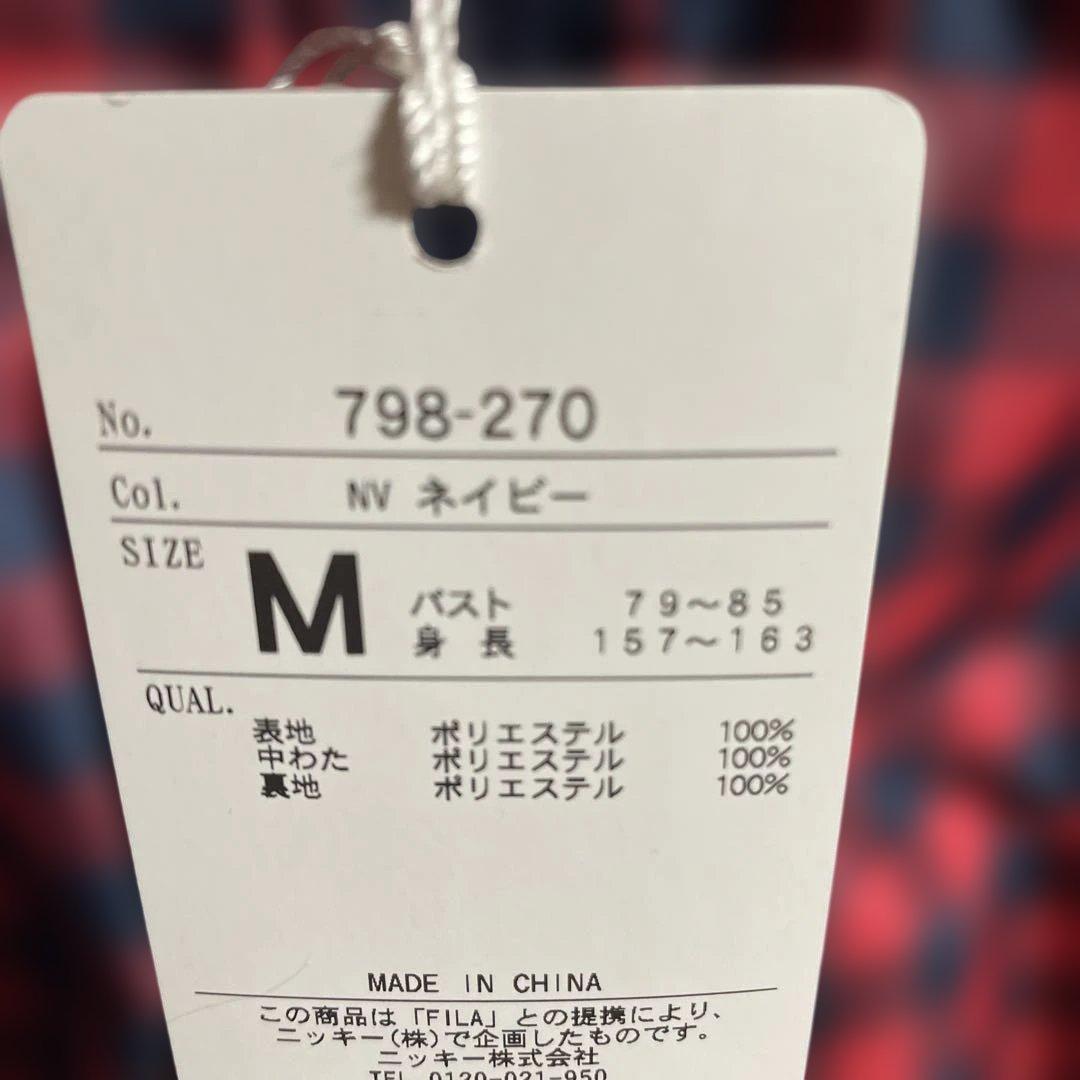 No. 798-270
Col. NV ネイビー
SIZE M バスト 79～85
身長 157～163
QUAL.
表地 ポリエステル 100%
中わた ポリエステル 100%
裏地 ポリエステル 100%
MADE IN CHINA
この商品は「FILA」との提携により、
ニッキー(株)で企画したものです。
ニッキー株式会社
TEL 0120-021-950